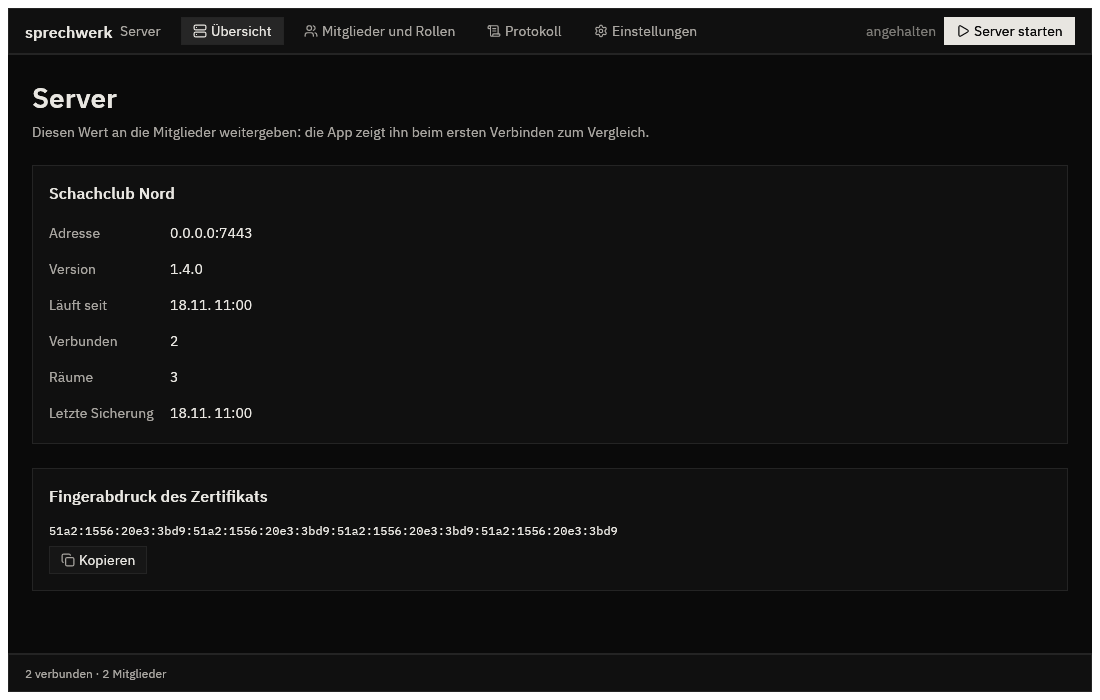 sprechwerk Server Übersicht Mitglieder und Rollen Protokoll Einstellungen angehalten Server starten
Server
Diesen Wert an die Mitglieder weitergeben: die App zeigt ihn beim ersten Verbinden zum Vergleich.
Schachclub Nord
Adresse 0.0.0.0:7443
Version 1.4.0
Läuft seit 18.11. 11:00
Verbunden 2
Räume 3
Letzte Sicherung 18.11. 11:00
Fingerabdruck des Zertifikats
51a2:1556:20e3:3bd9:51a2:1556:20e3:3bd9:51a2:1556:20e3:3bd9:51a2:1556:20e3:3bd9
Kopieren
2 verbunden · 2 Mitglieder